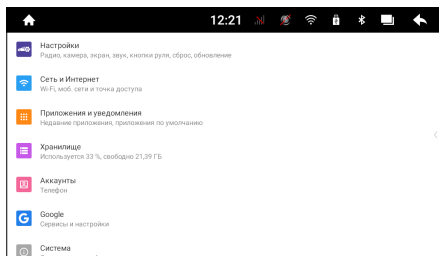 12:21
Настройки
Радио, камера, экран, звук, кнопки руля, сброс, обновление
Сеть и Интернет
Wi-Fi, моб. сети и точка доступа
Приложения и уведомления
Недавние приложения, приложения по умолчанию
Хранилище
Используется 33 %, свободно 21,39 ГБ
Аккаунты
Телефон
Google
Сервисы и настройки
Система